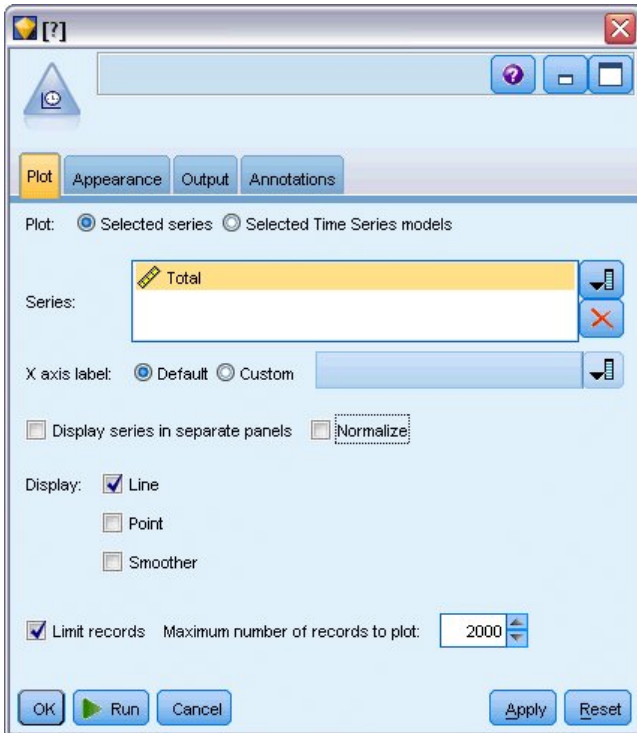 [?]
Plot Appearance Output Annotations
Plot: Selected series Selected Time Series models
Series: Total
X axis label: Default Custom
Display series in separate panels Normalize
Display: Line
Point
Smoother
Limit records Maximum number of records to plot: 2000
OK Run Cancel Apply Reset